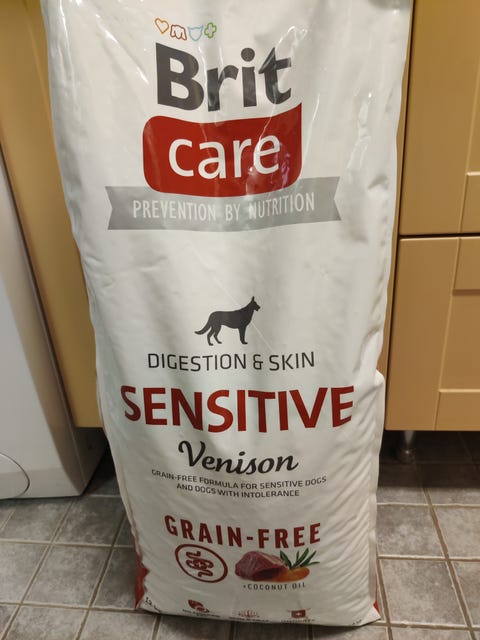 Brit
care
PREVENTION BY NUTRITION
DIGESTION & SKIN
SENSITIVE
Venison
GRAIN-FREE FORMULA FOR SENSITIVE DOGS
AND DOGS WITH INTOLERANCE
GRAIN-FREE
+COCONUT OIL